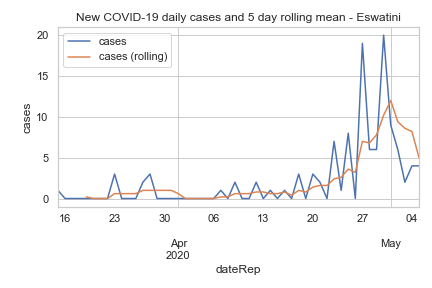 New COVID-19 daily cases and 5 day rolling mean - Eswatini
cases
cases (rolling)
20
15
10
5
0
cases
16 23 30 06 13 20 27 04
Apr May
2020
dateRep